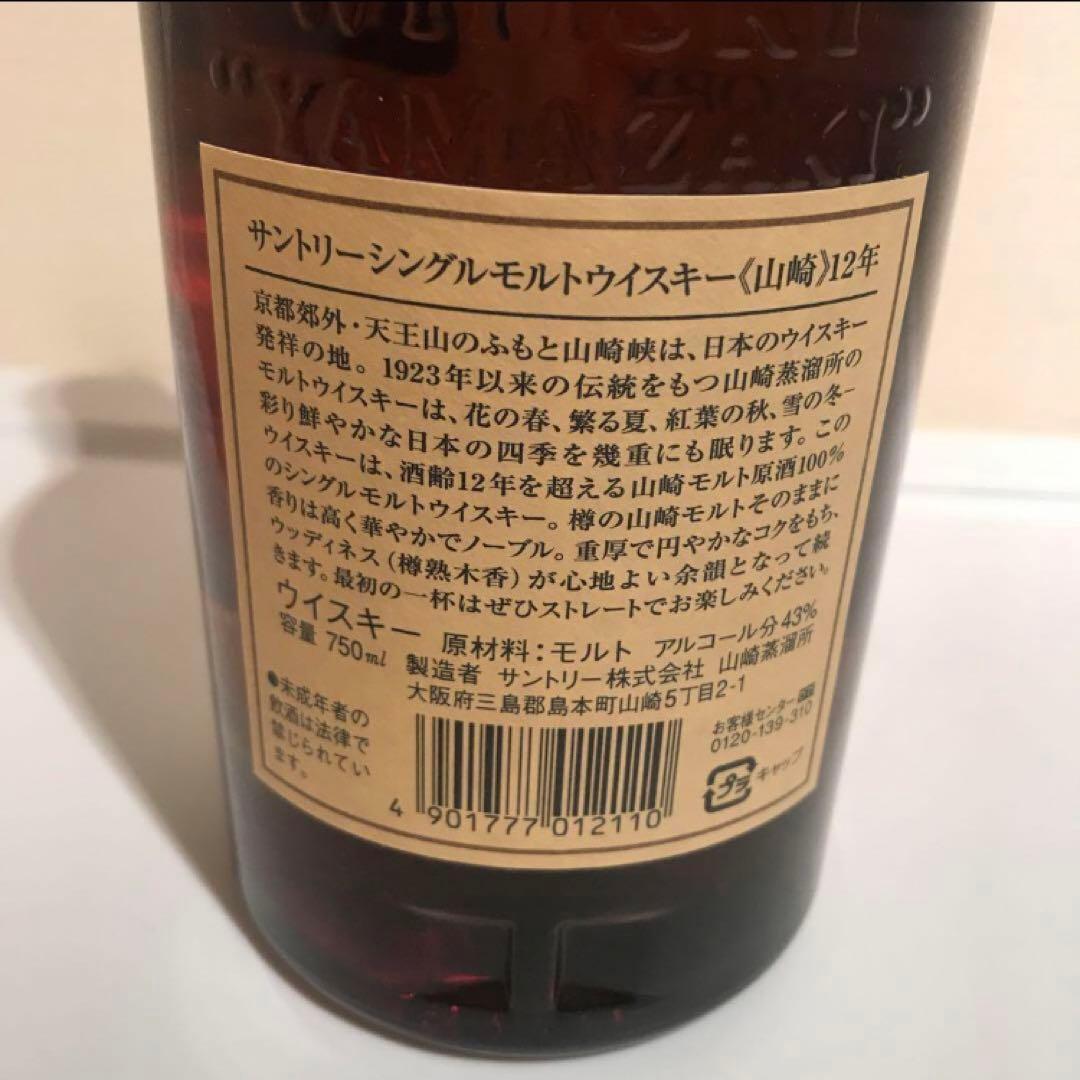 "YAMAZAKI"
サントリーシングルモルトウイスキー《山崎》12年
京都郊外・天王山のふもと山崎峡は、日本のウイスキー
発祥の地。1923年以来の伝統をもつ山崎蒸溜所の
モルトウイスキーは、花の春、繁る夏、紅葉の秋、雪の冬−
彩り鮮やかな日本の四季を幾重にも眠ります。この
ウイスキーは、酒齢12年を超える山崎モルト原酒100%
のシングルモルトウイスキー。樽の山崎モルトそのままに
香りは高く華やかでノーブル。重厚で円やかなコクをもち、
ウッディネス(樽熟木香)が心地よい余韻となって続
きます。最初の一杯はぜひストレートでお楽しみください。
ウイスキー 原材料:モルト アルコール分43%
容量 750ml 製造者 サントリー株式会社 山崎蒸溜所
大阪府三島郡島本町山崎5丁目2-1
●未成年者の
飲酒は法律で
禁じられてい
ます。
お客様センター
0120-139-310
プラ キャップ
4 901777 012110